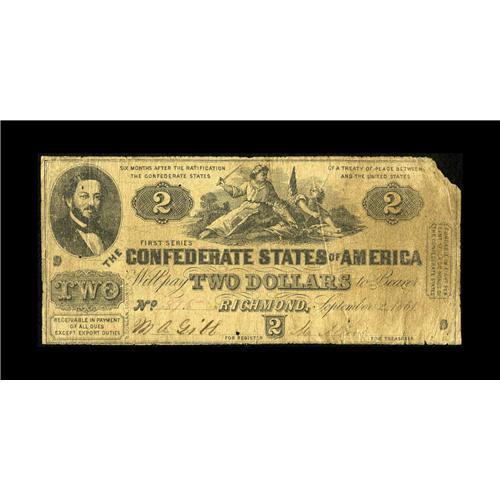 SIX MONTHS AFTER THE RATIFICATION OF A TREATY OF PEACE BETWEEN
THE CONFEDERATE STATES AND THE UNITED STATES
2 2
FIRST SERIES
THE CONFEDERATE STATES OF AMERICA
Will pay TWO DOLLARS to Bearer
TWO
No
RICHMOND, September 2, 1861
RECEIVABLE IN PAYMENT
OF ALL DUES
EXCEPT EXPORT DUTIES
2
FOR REGISTER FOR TREASURER